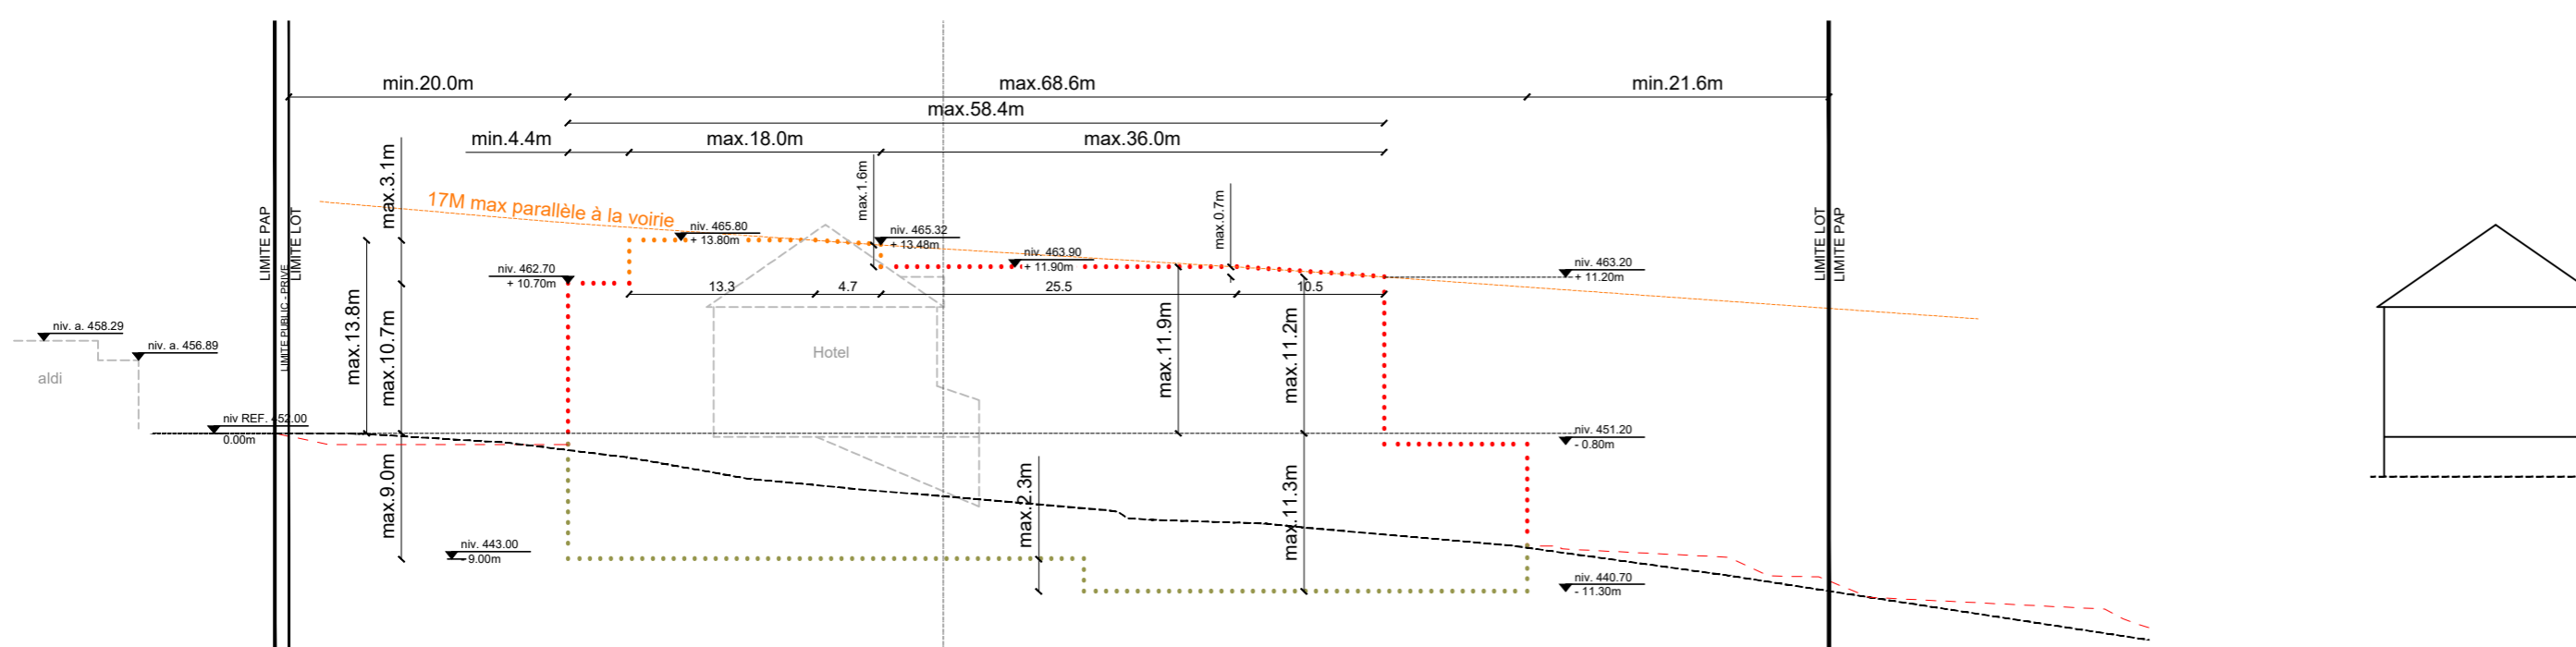 min.20.0m
max.68.6m
min.21.6m
max.58.4m
min.4.4m
max.18.0m
max.36.0m
max.3.1m
max.1.6m
max.0.7m
17M max parallèle à la voirie
LIMITE PAP
LIMITE LOT
LIMITE PUBLIC - PRIVE
LIMITE LOT
LIMITE PAP
niv. 465.80
+ 13.80m
niv. 465.32
+ 13.48m
niv. 463.90
+ 11.90m
niv. 462.70
+ 10.70m
niv. 463.20
+ 11.20m
13.3
4.7
25.5
10.5
niv. a. 458.29
niv. a. 456.89
aldi
Hotel
max.13.8m
max.10.7m
max.11.9m
max.11.2m
niv REF. 452.00
0.00m
niv. 451.20
- 0.80m
max.9.0m
max.2.3m
max.11.3m
niv. 443.00
- 9.00m
niv. 440.70
- 11.30m